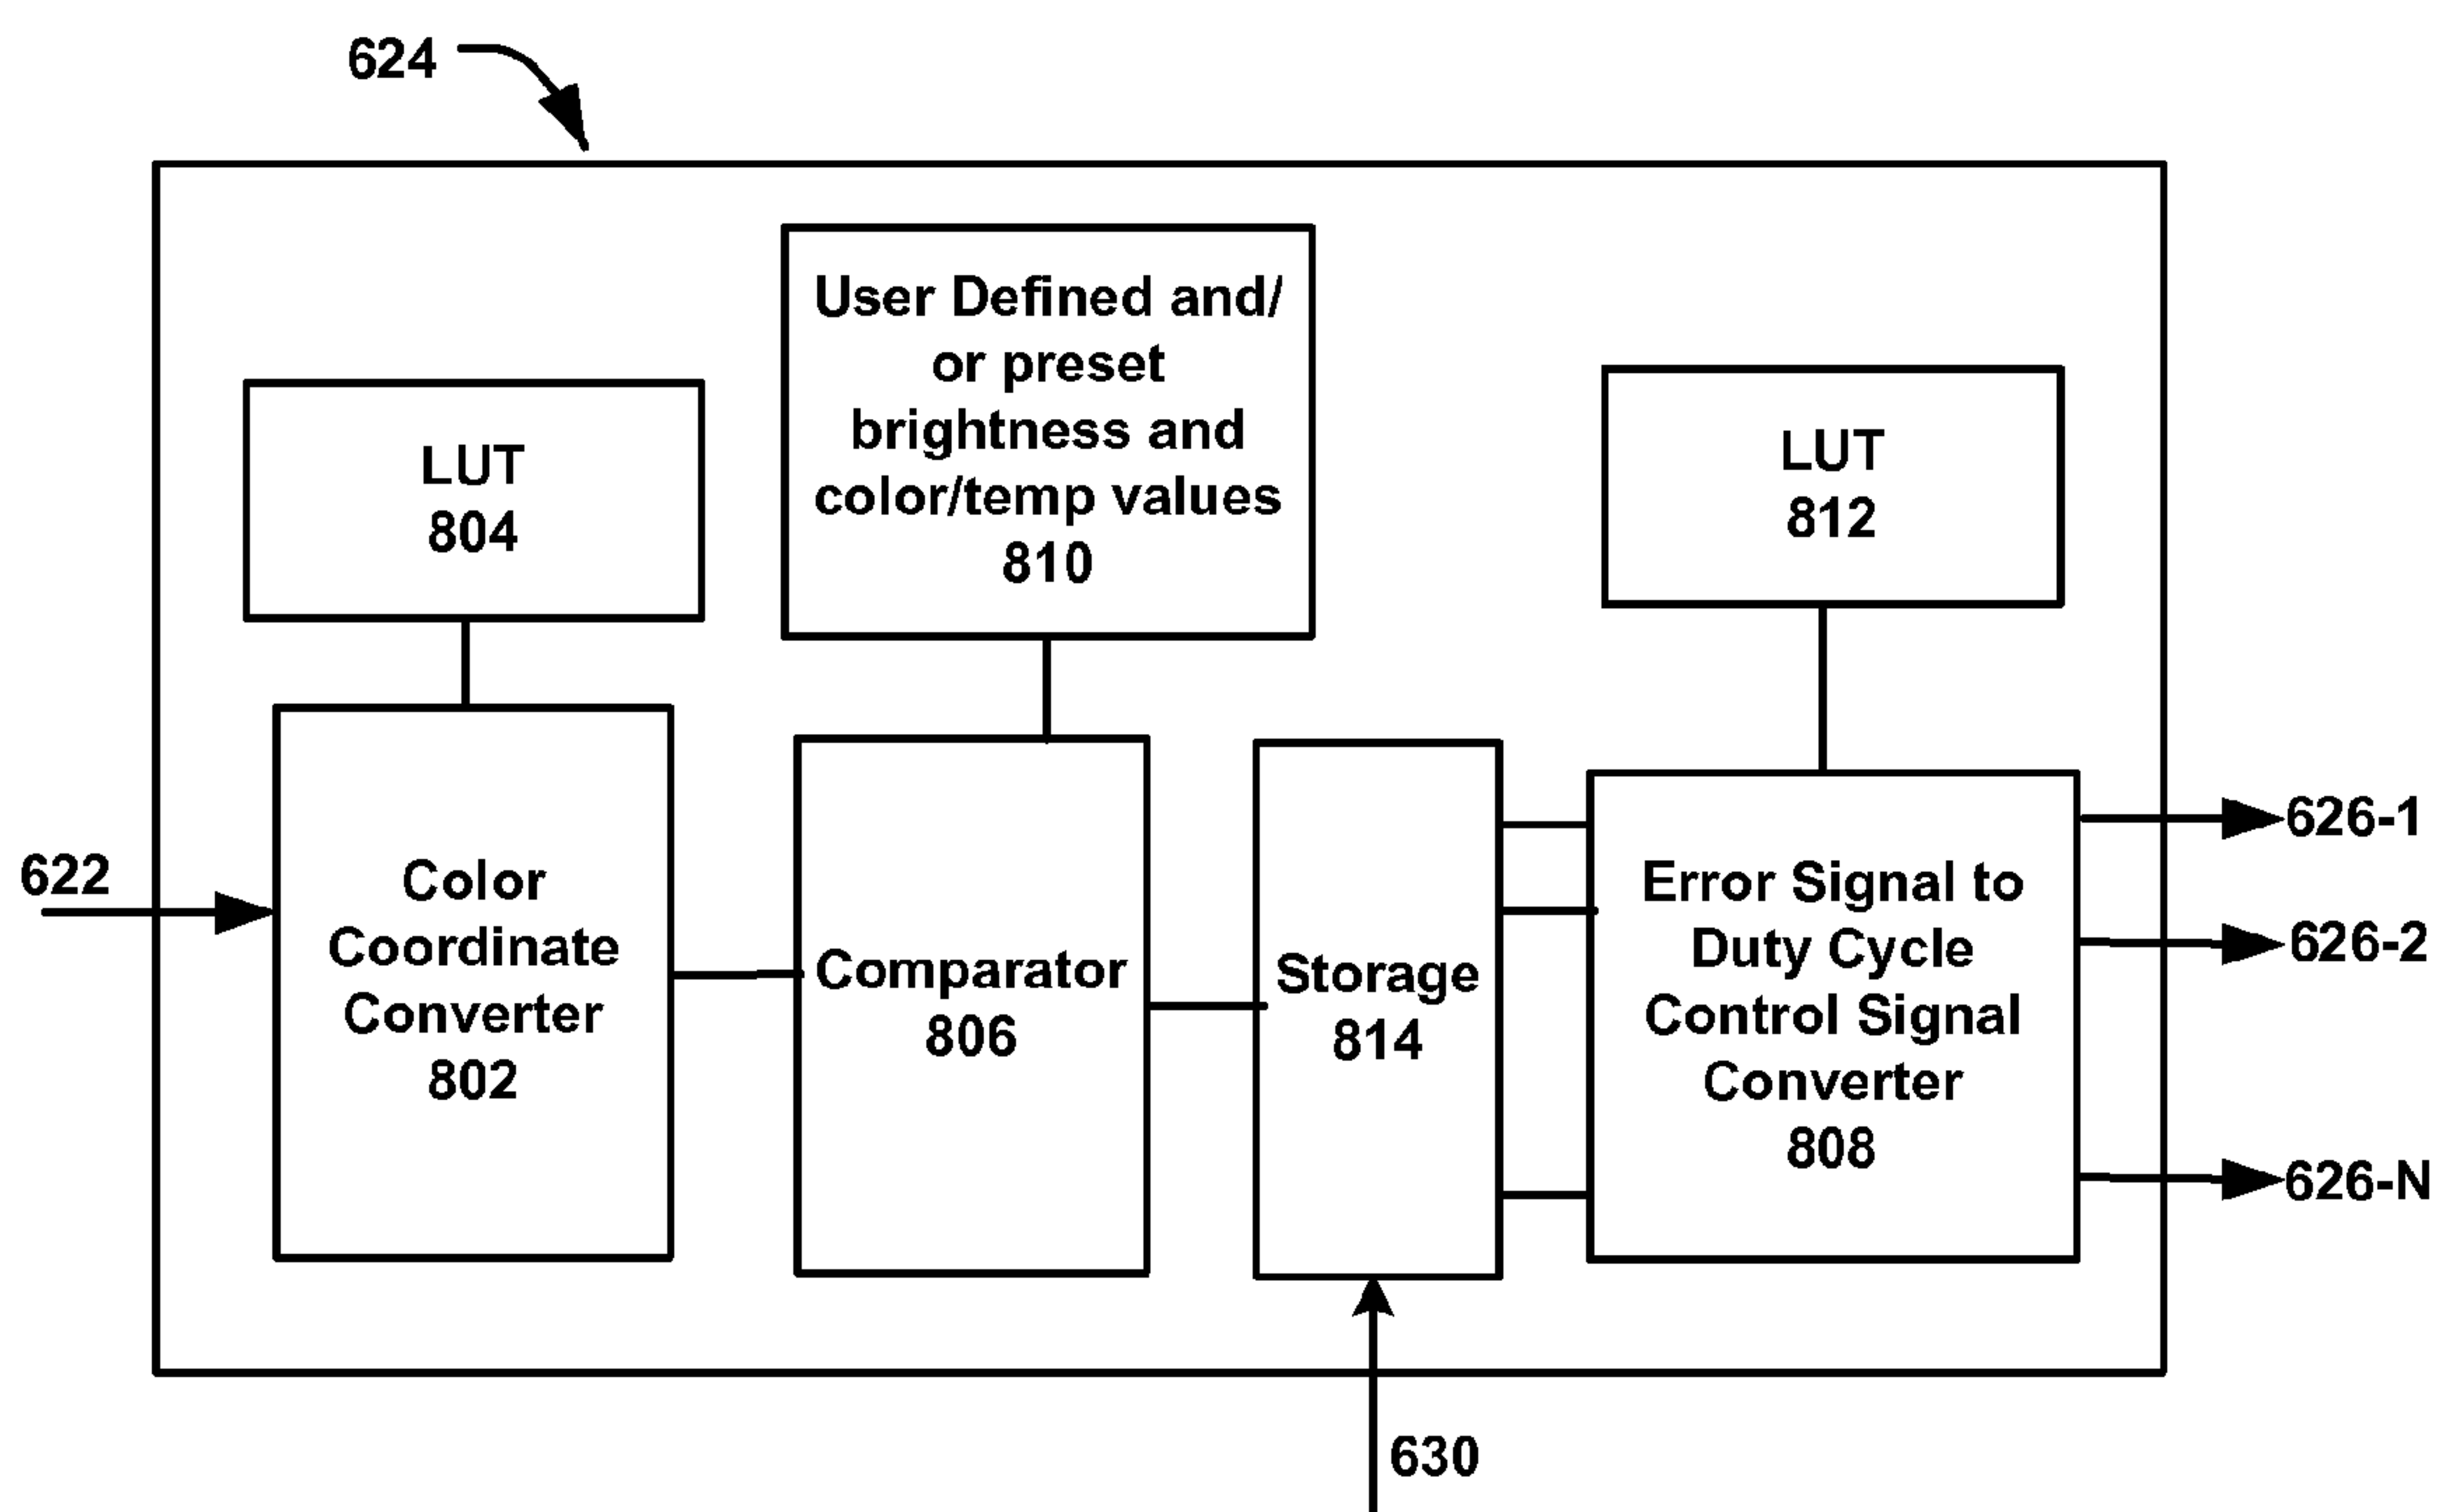 624
User Defined and/
or preset
brightness and
color/temp values
810
LUT
804
LUT
812
622
Color
Coordinate
Converter
802
Comparator
806
Storage
814
Error Signal to
Duty Cycle
Control Signal
Converter
808
626-1
626-2
626-N
630